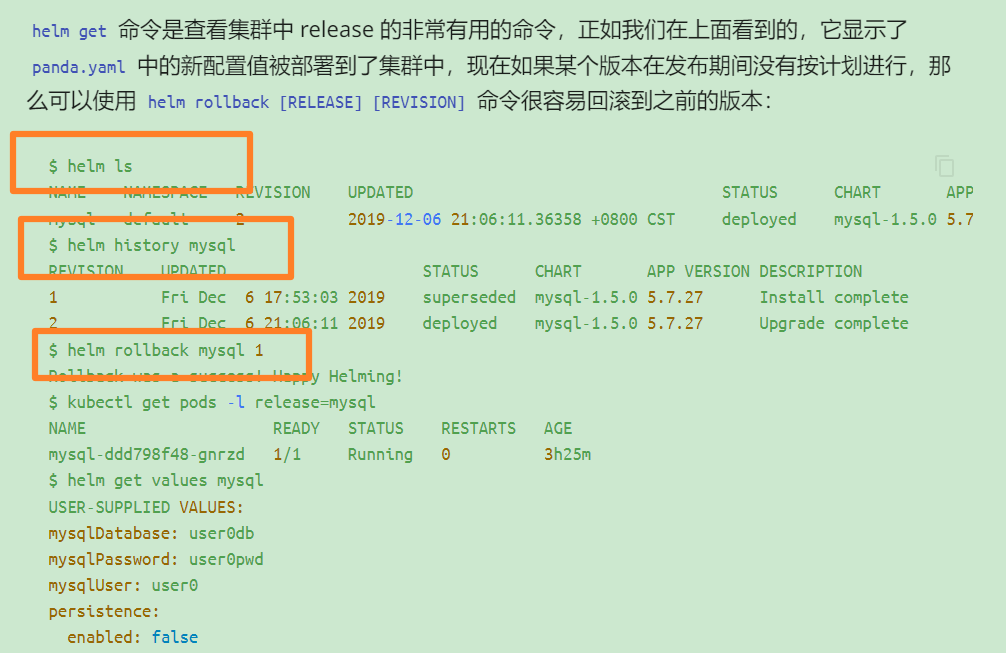 helm get 命令是查看集群中 release 的非常有用的命令，正如我们在上面看到的，它显示了
panda.yaml 中的新配置值被部署到了集群中，现在如果某个版本在发布期间没有按计划进行，那
么可以使用 helm rollback [RELEASE] [REVISION] 命令很容易回滚到之前的版本：
$ helm ls
NAME NAMESPACE REVISION UPDATED STATUS CHART APP
mysql default 2 2019-12-06 21:06:11.36358 +0800 CST deployed mysql-1.5.0 5.7
$ helm history mysql
REVISION UPDATED STATUS CHART APP VERSION DESCRIPTION
1 Fri Dec 6 17:53:03 2019 superseded mysql-1.5.0 5.7.27 Install complete
2 Fri Dec 6 21:06:11 2019 deployed mysql-1.5.0 5.7.27 Upgrade complete
$ helm rollback mysql 1
Rollback was a success! Happy Helming!
$ kubectl get pods -l release=mysql
NAME READY STATUS RESTARTS AGE
mysql-ddd798f48-gnrzd 1/1 Running 0 3h25m
$ helm get values mysql
USER-SUPPLIED VALUES:
mysqlDatabase: user0db
mysqlPassword: user0pwd
mysqlUser: user0
persistence:
enabled: false